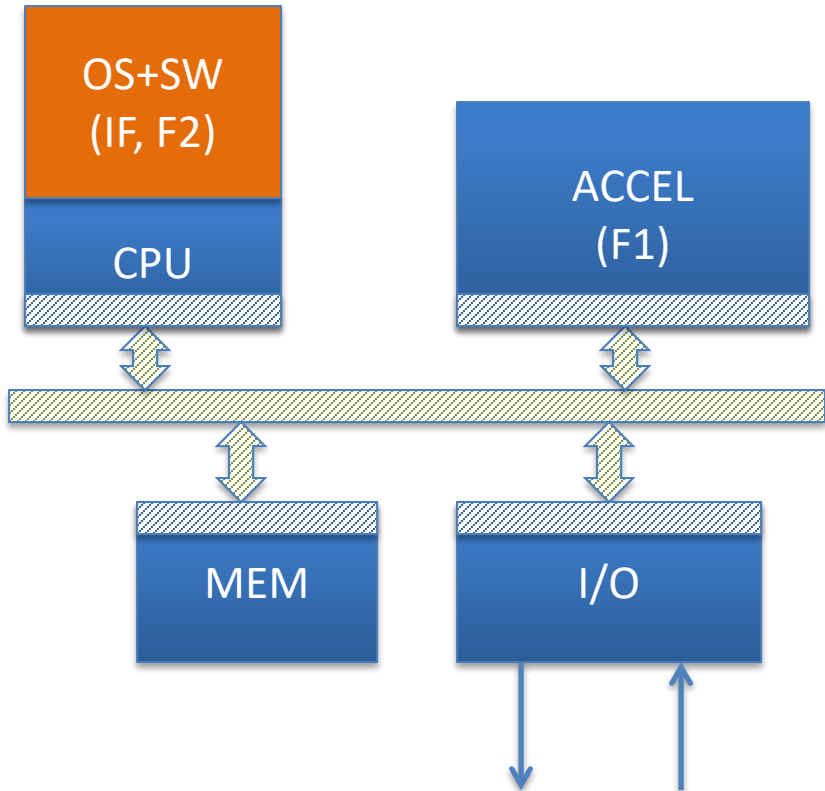 OS+SW
(IF, F2)
CPU
ACCEL
(F1)
MEM
I/O